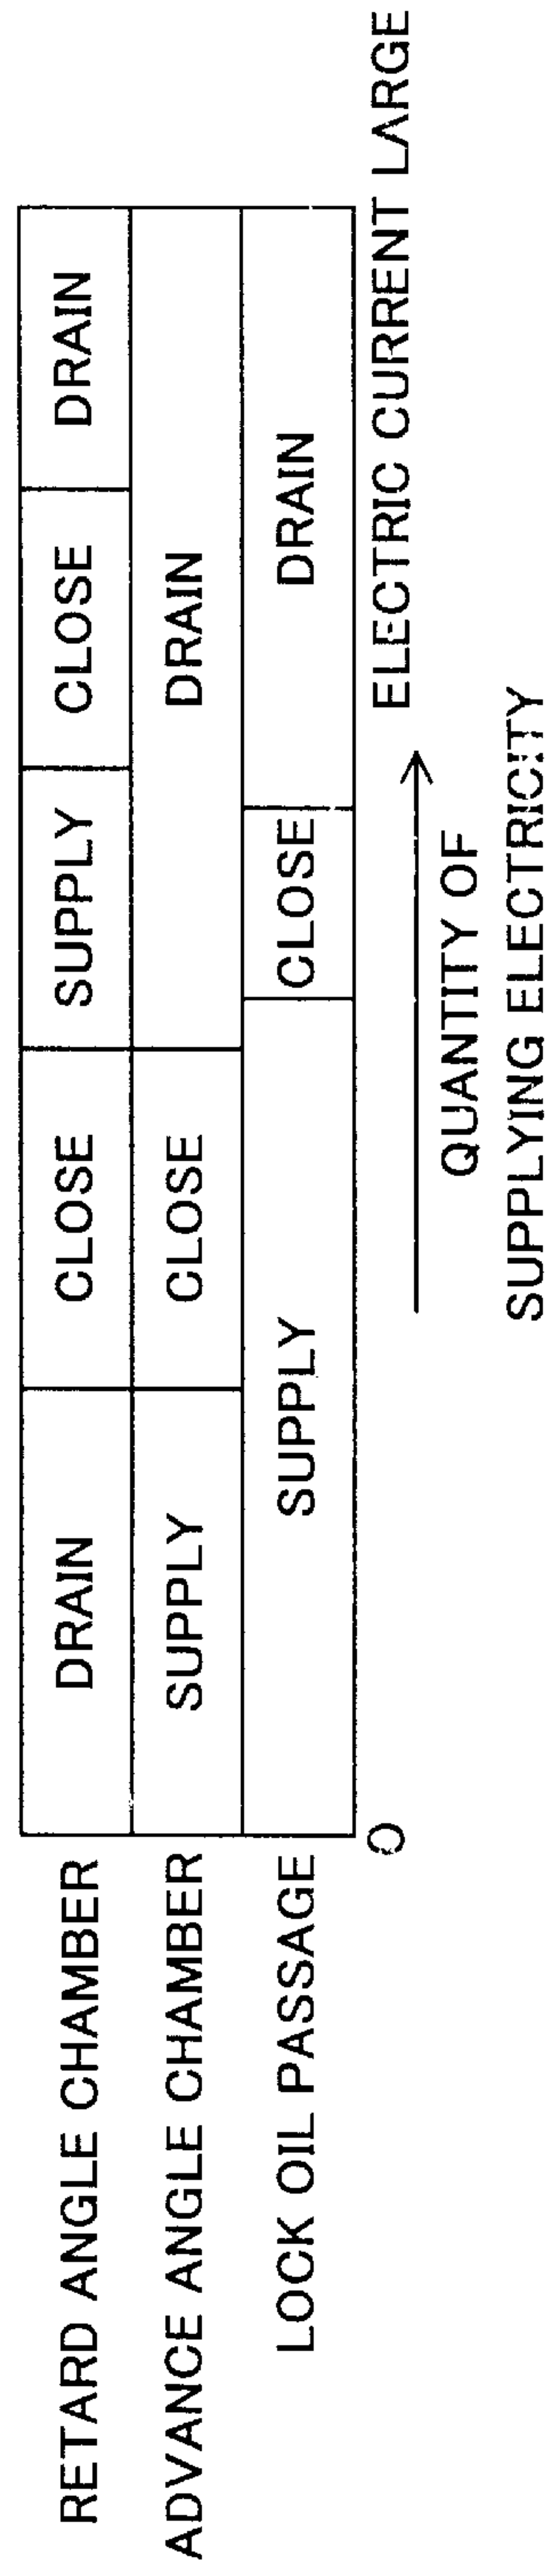 RETARD ANGLE CHAMBER DRAIN CLOSE SUPPLY CLOSE DRAIN
ADVANCE ANGLE CHAMBER SUPPLY CLOSE DRAIN
LOCK OIL PASSAGE SUPPLY CLOSE DRAIN
0 ELECTRIC CURRENT LARGE
QUANTITY OF
SUPPLYING ELECTRICITY